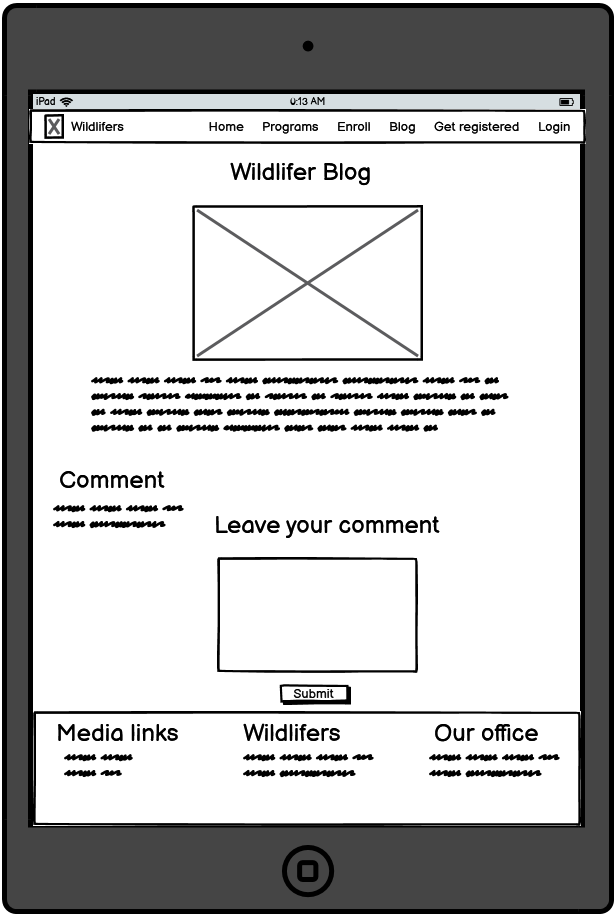 iPad 0:13 AM
Wildlifers Home Programs Enroll Blog Get registered Login
Wildlifer Blog
Comment
Leave your comment
Submit
Media links Wildlifers Our office